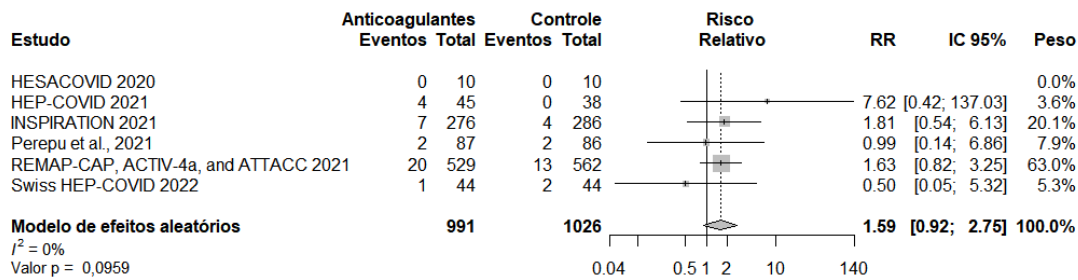 Anticoagulantes Controle Risco
Estudo Eventos Total Eventos Total Relativo RR IC 95% Peso
HESACOVID 2020 0 10 0 10 0.0%
HEP-COVID 2021 4 45 0 38 7.62 [0.42; 137.03] 3.6%
INSPIRATION 2021 7 276 4 286 1.81 [0.54; 6.13] 20.1%
Perepu et al., 2021 2 87 2 86 0.99 [0.14; 6.86] 7.9%
REMAP-CAP, ACTIV-4a, and ATTACC 2021 20 529 13 562 1.63 [0.82; 3.25] 63.0%
Swiss HEP-COVID 2022 1 44 2 44 0.50 [0.05; 5.32] 5.3%
Modelo de efeitos aleatórios 991 1026 1.59 [0.92; 2.75] 100.0%
I² = 0%
Valor p = 0,0959 0.04 0.5 1 2 10 140